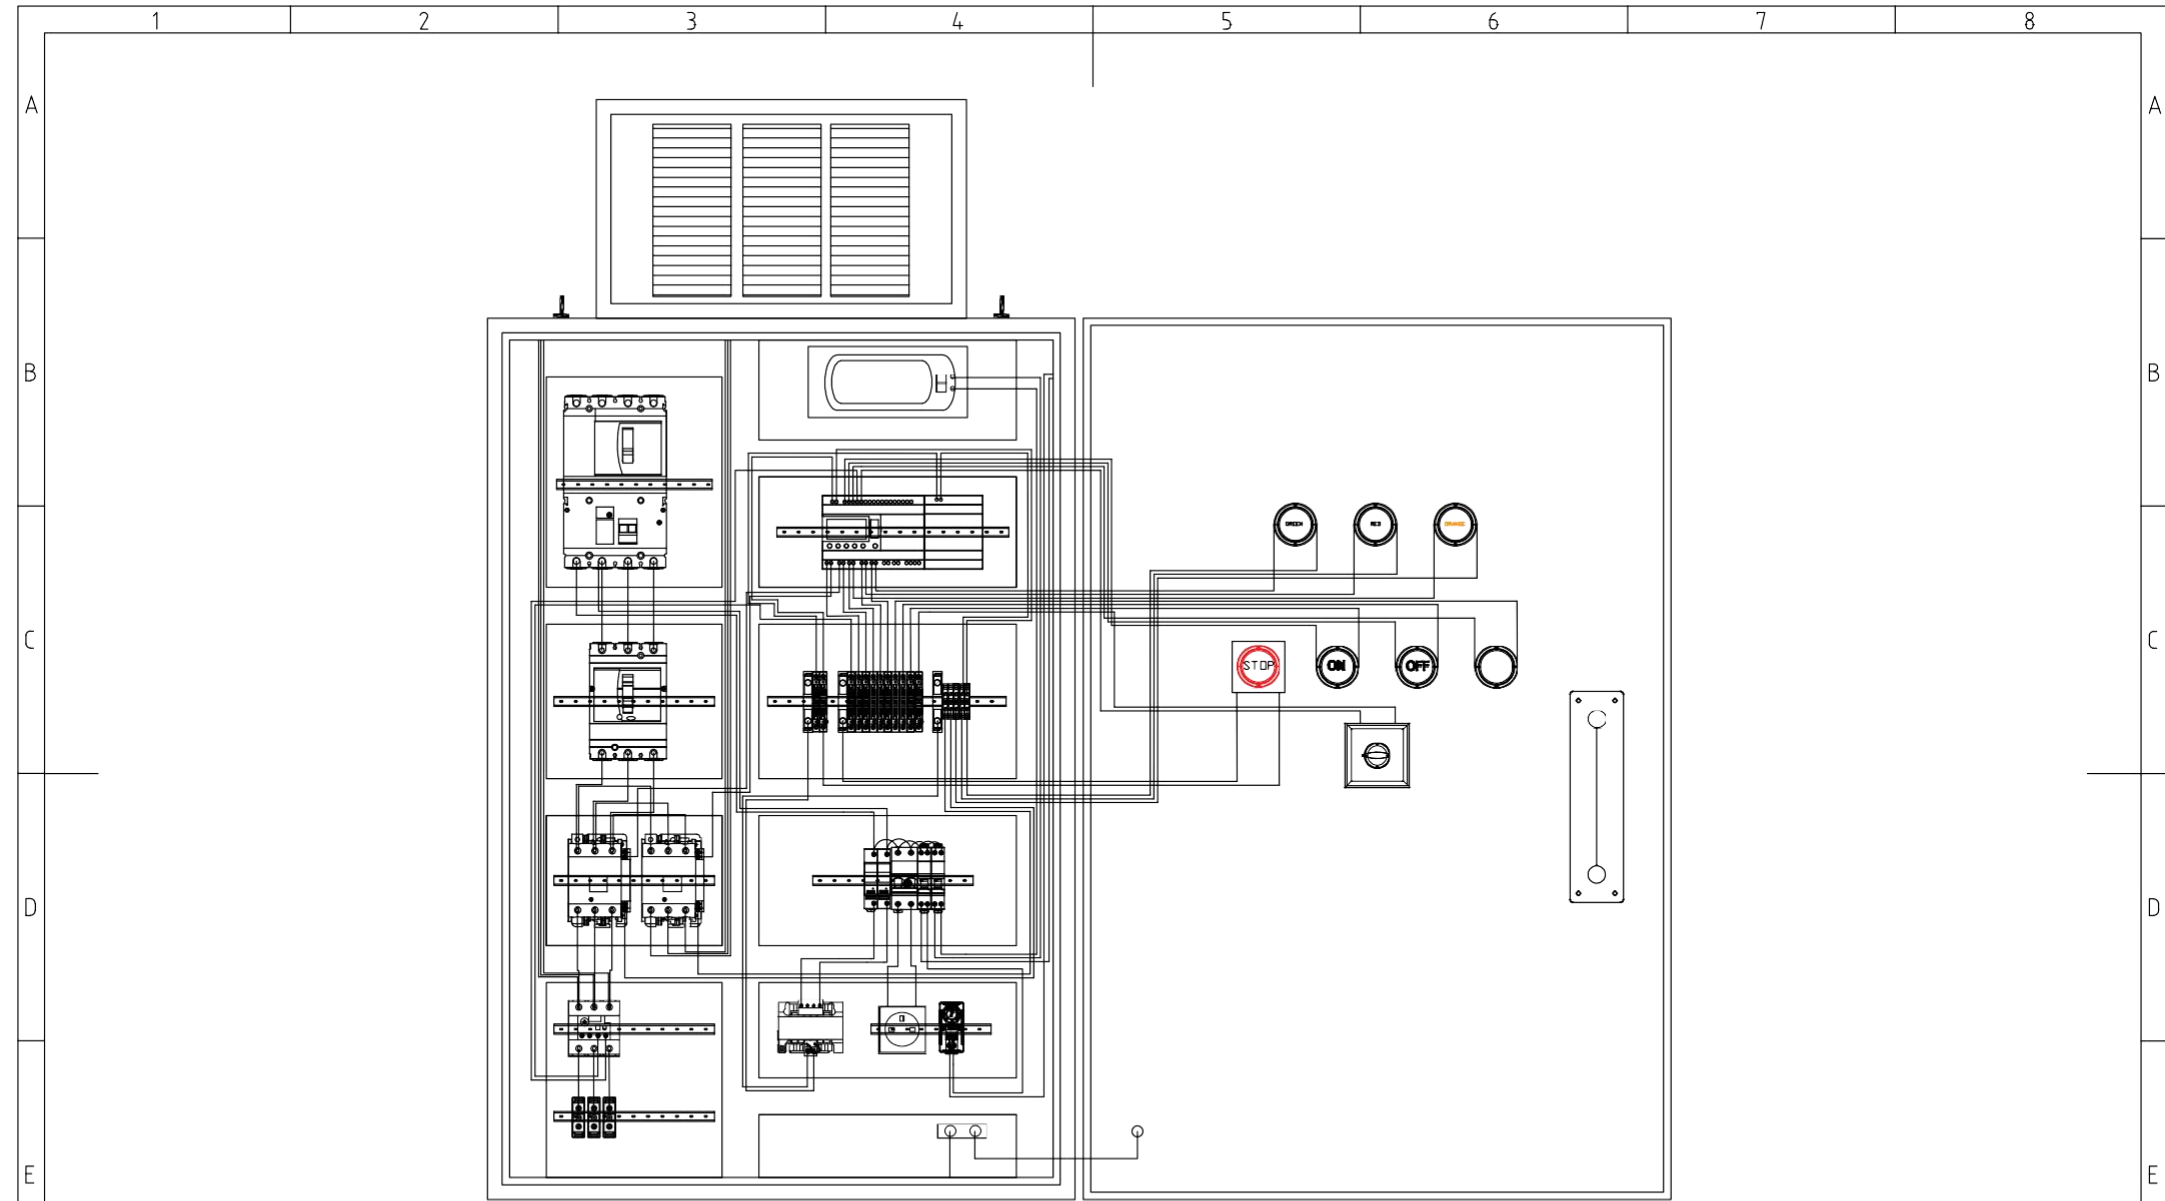 1 2 3 4 5 6 7 8
A A
B B
GREEN RED ORANGE
C C
STOP ON OFF
D D
E E